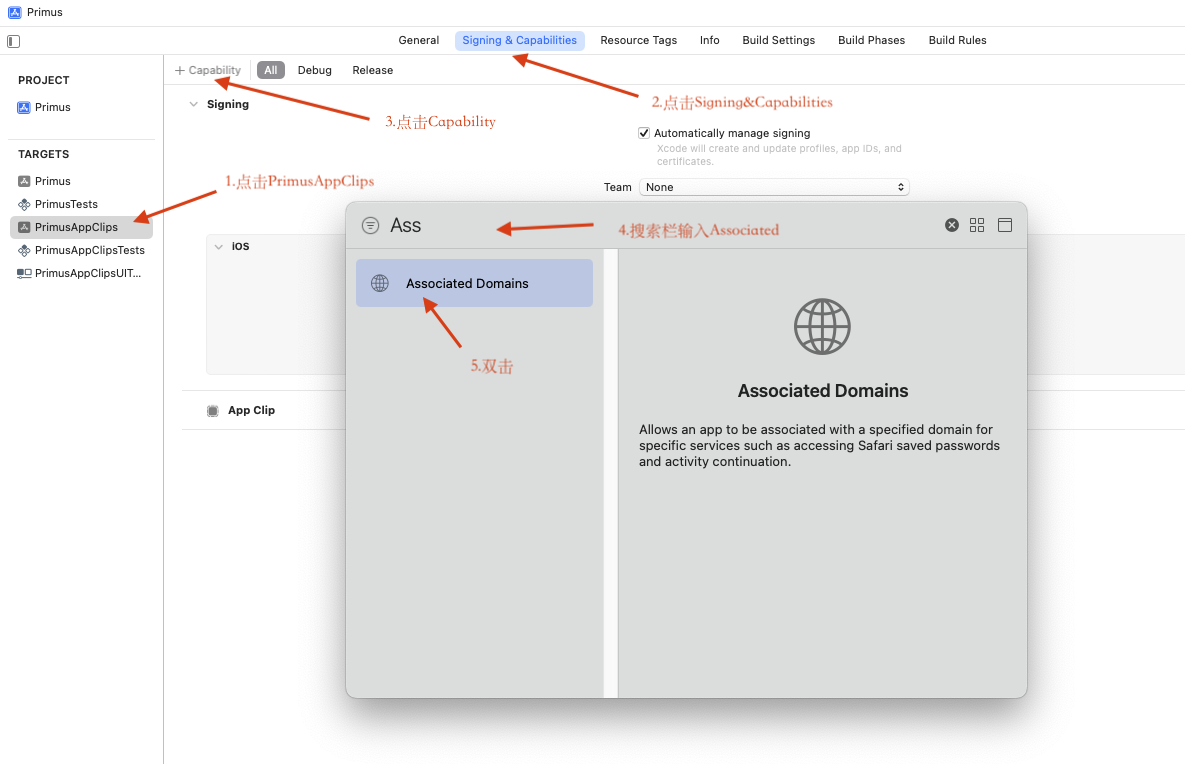 Primus
General Signing & Capabilities Resource Tags Info Build Settings Build Phases Build Rules
PROJECT
Primus
TARGETS
Primus
PrimusTests
PrimusAppClips
PrimusAppClipsTests
PrimusAppClipsUIT...
+ Capability All Debug Release
Signing
Automatically manage signing
Xcode will create and update profiles, app IDs, and
certificates.
Team None
iOS
App Clip
1.点击PrimusAppClips
2.点击Signing&Capabilities
3.点击Capability
Ass
4.搜索栏输入Associated
Associated Domains
5.双击
Associated Domains
Allows an app to be associated with a specified domain for
specific services such as accessing Safari saved passwords
and activity continuation.